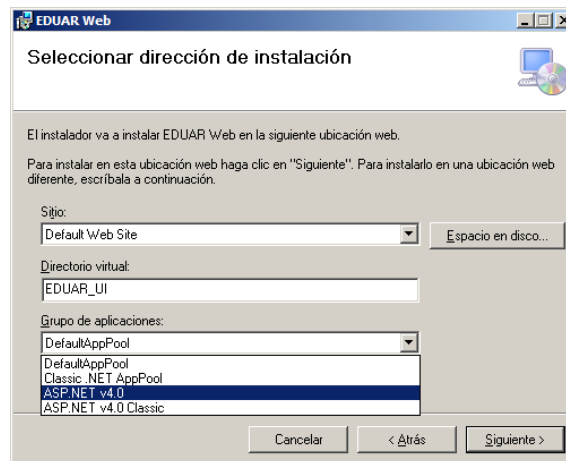 EDUAR Web
Seleccionar dirección de instalación
El instalador va a instalar EDUAR Web en la siguiente ubicación web.
Para instalar en esta ubicación web haga clic en "Siguiente". Para instalarlo en una ubicación web
diferente, escríbala a continuación.
Sitio:
Default Web Site
Espacio en disco...
Directorio virtual:
EDUAR_UI
Grupo de aplicaciones:
DefaultAppPool
DefaultAppPool
Classic .NET AppPool
ASP.NET v4.0
ASP.NET v4.0 Classic
Cancelar
< Atrás
Siguiente >